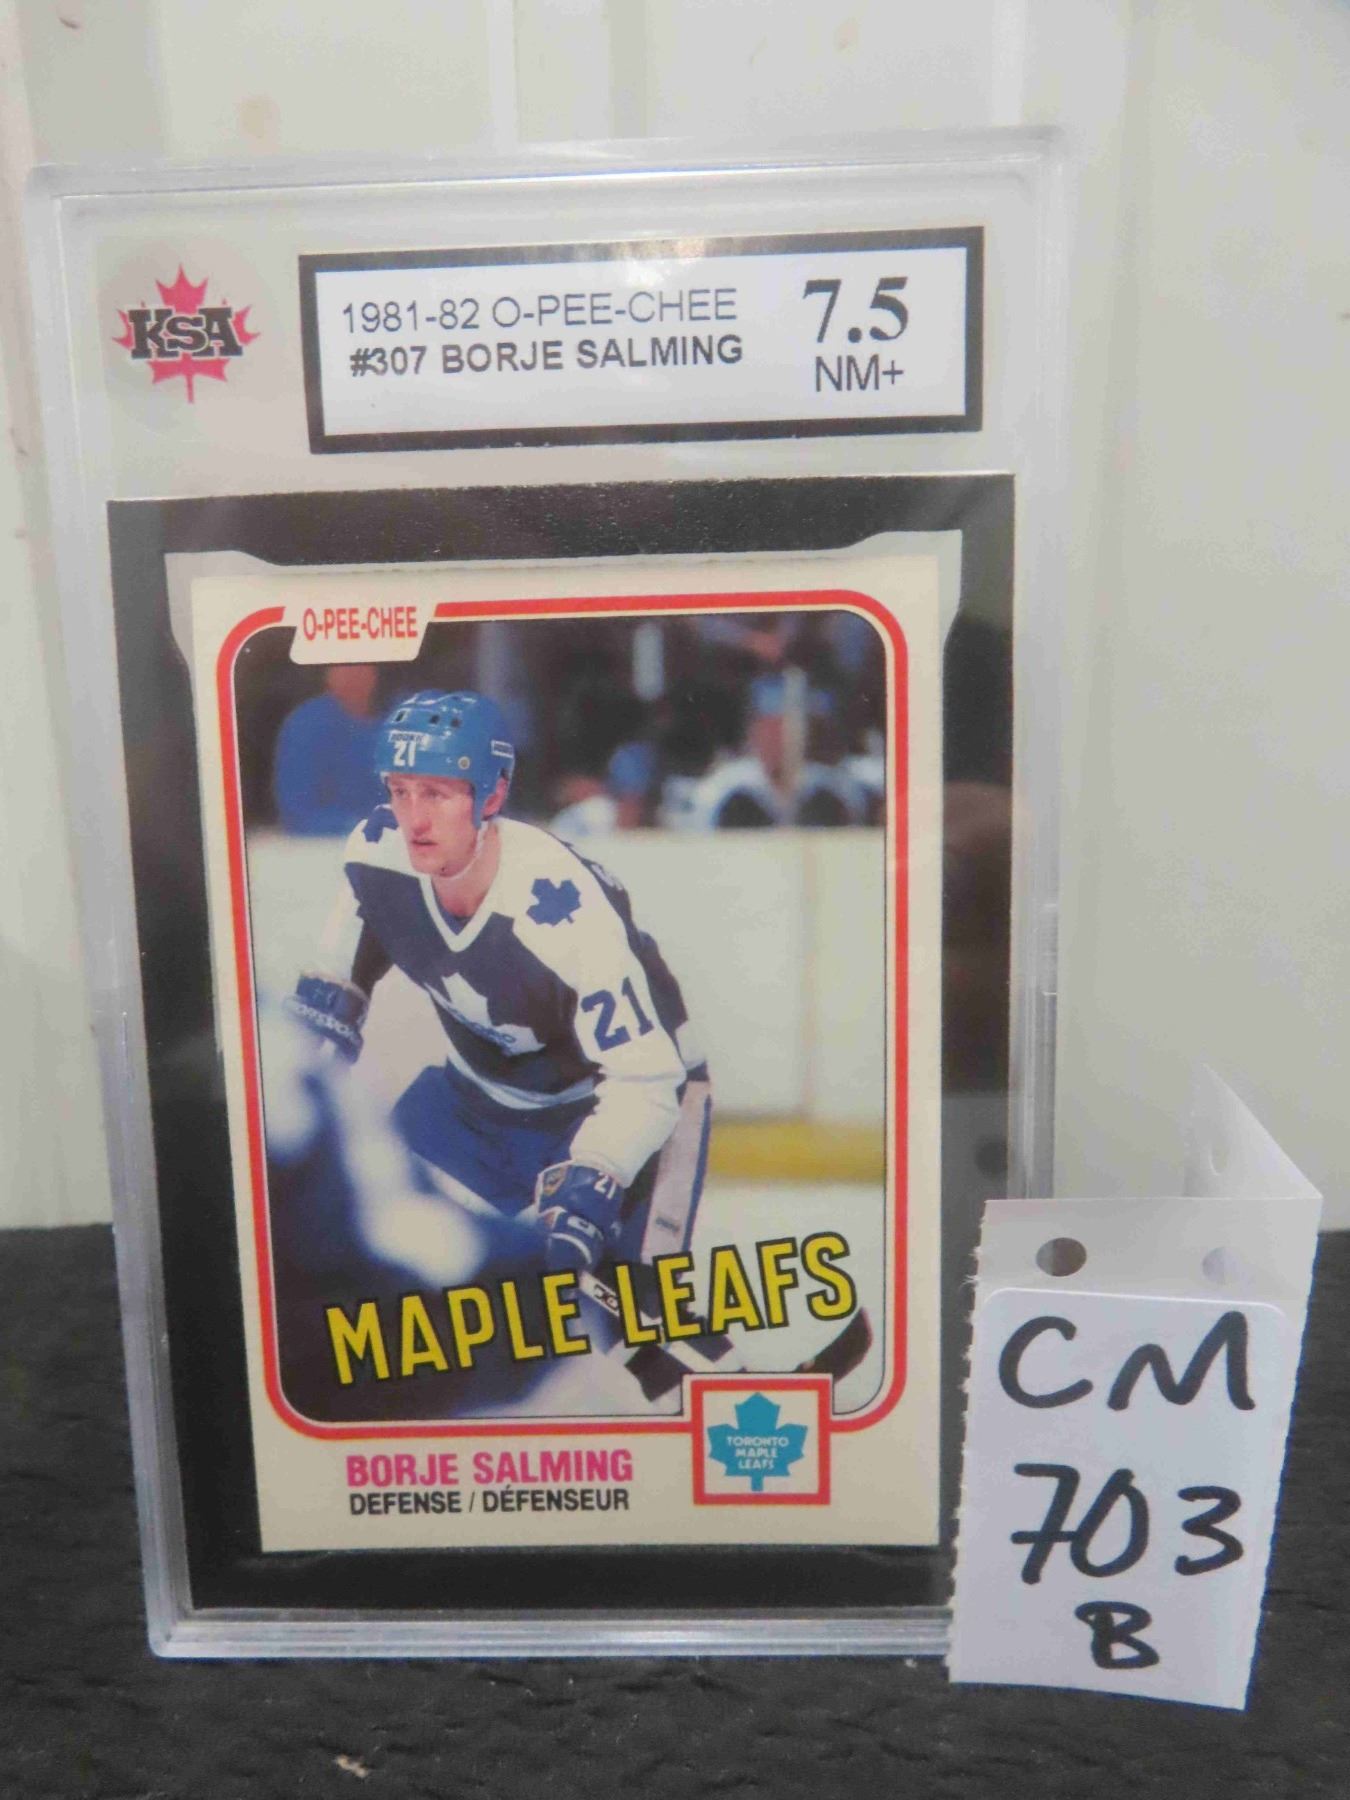 KSA
1981-82 O-PEE-CHEE
#307 BORJE SALMING
7.5
NM+
O-PEE-CHEE
21
21
21
MAPLE LEAFS
TORONTO
MAPLE
LEAFS
BORJE SALMING
DEFENSE / DÉFENSEUR
CM
703
B